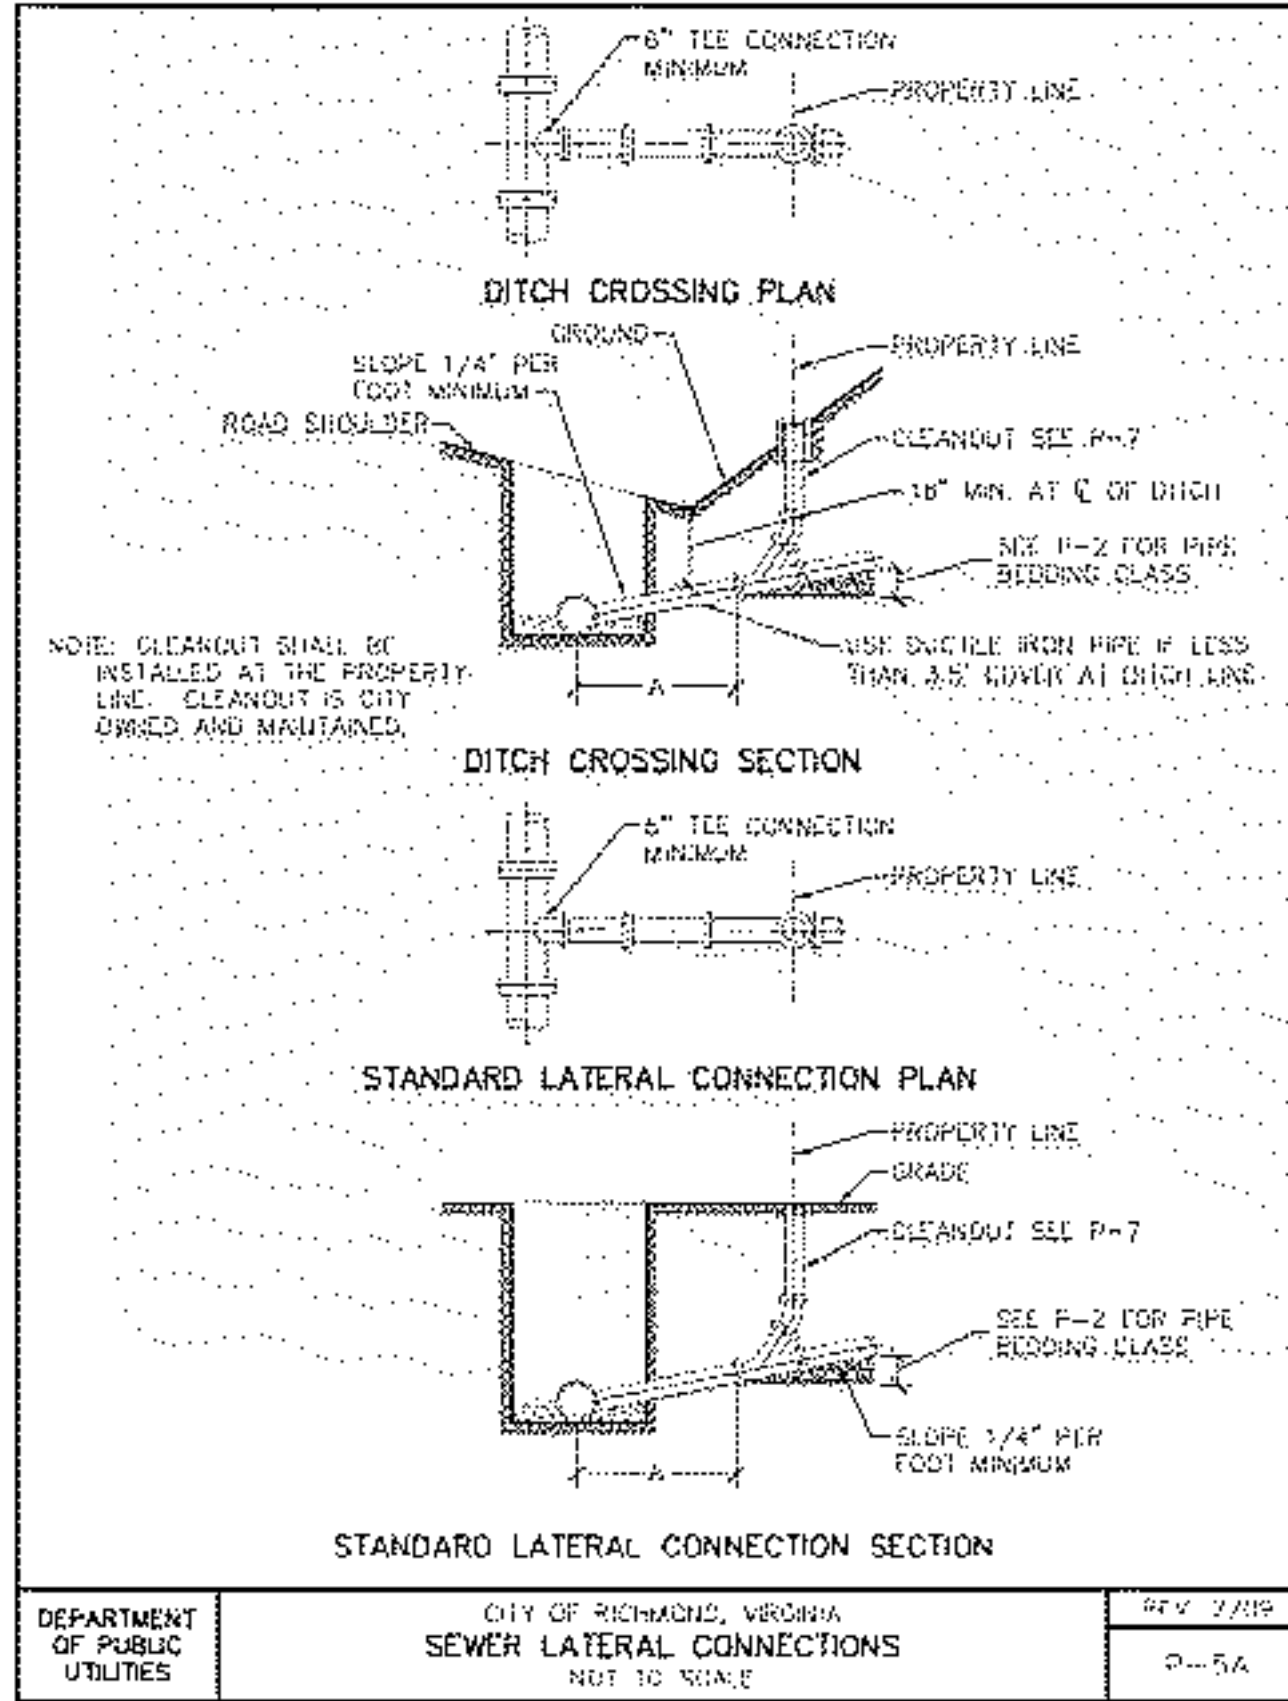 6" TEE CONNECTION
MINIMUM
PROPERTY LINE
DITCH CROSSING PLAN
GROUND
PROPERTY LINE
SLOPE 1/4" PER
FOOT MINIMUM
ROAD SHOULDER
CLEANOUT SEE P-7
18" MIN. AT ℄ OF DITCH
SEE P-2 FOR PIPE
BEDDING CLASS
NOTE: CLEANOUT SHALL BE
INSTALLED AT THE PROPERTY
LINE. CLEANOUT IS CITY
OWNED AND MAINTAINED.
USE DUCTILE IRON PIPE IF LESS
THAN COVER AT DITCH LINE
A
DITCH CROSSING SECTION
6" TEE CONNECTION
MINIMUM
PROPERTY LINE
STANDARD LATERAL CONNECTION PLAN
PROPERTY LINE
GRADE
CLEANOUT SEE P-7
SEE P-2 FOR PIPE
BEDDING CLASS
SLOPE 1/4" PER
FOOT MINIMUM
A
STANDARD LATERAL CONNECTION SECTION
DEPARTMENT
OF PUBLIC
UTILITIES
CITY OF RICHMOND, VIRGINIA
SEWER LATERAL CONNECTIONS
NOT TO SCALE
REV
P-5A